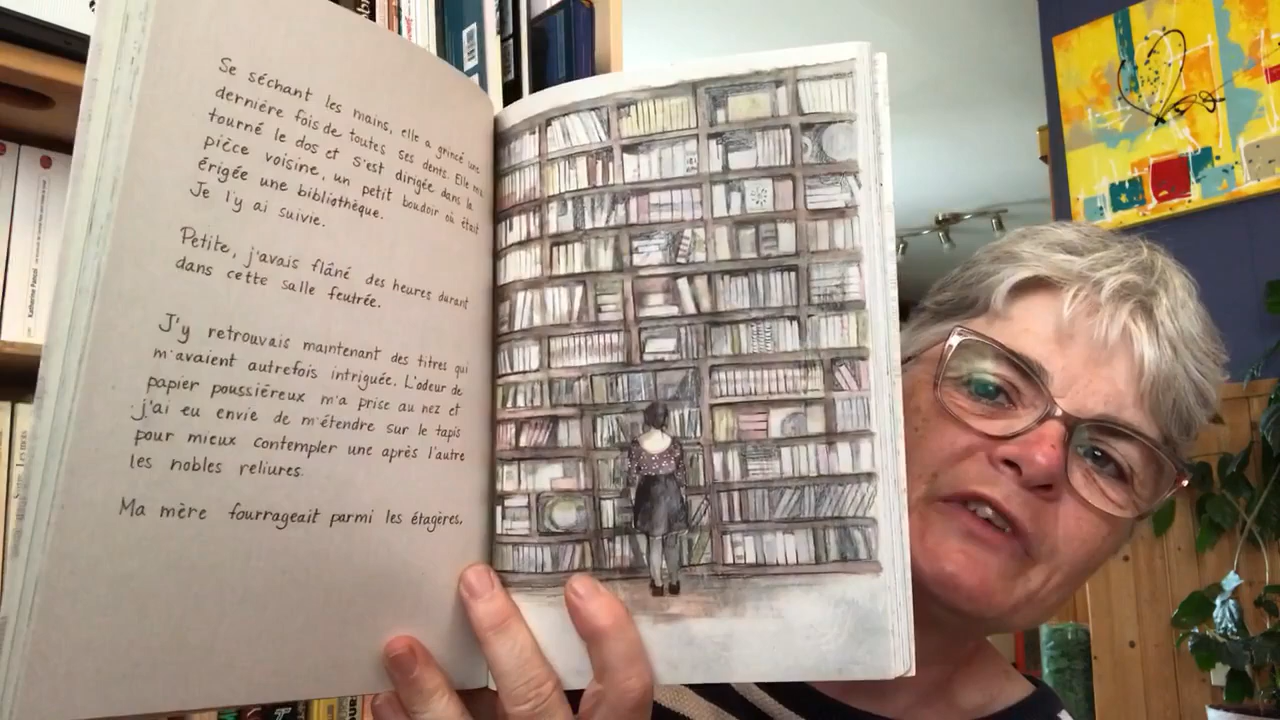 Se séchant les mains, elle a grincé une
dernière fois de toutes ses dents. Elle m'a
tourné le dos et s'est dirigée dans la
pièce voisine, un petit boudoir où était
érigée une bibliothèque.
Je l'y ai suivie.
Petite, j'avais flâné des heures durant
dans cette salle feutrée.
J'y retrouvais maintenant des titres qui
m'avaient autrefois intriguée. L'odeur de
papier poussiéreux m'a prise au nez et
j'ai eu envie de m'étendre sur le tapis
pour mieux contempler une après l'autre
les nobles reliures.
Ma mère fourrageait parmi les étagères,
Katherine Pancol